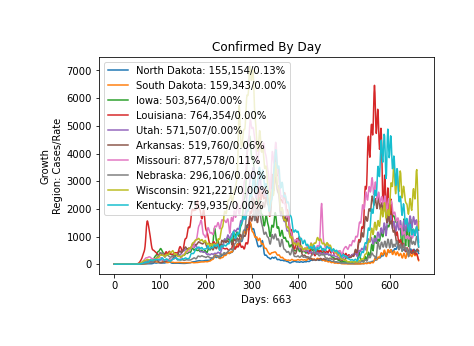 Confirmed By Day
Growth
Region: Cases/Rate
7000
6000
5000
4000
3000
2000
1000
0
North Dakota: 155,154/0.13%
South Dakota: 159,343/0.00%
Iowa: 503,564/0.00%
Louisiana: 764,354/0.00%
Utah: 571,507/0.00%
Arkansas: 519,760/0.06%
Missouri: 877,578/0.11%
Nebraska: 296,106/0.00%
Wisconsin: 921,221/0.00%
Kentucky: 759,935/0.00%
0 100 200 300 400 500 600
Days: 663